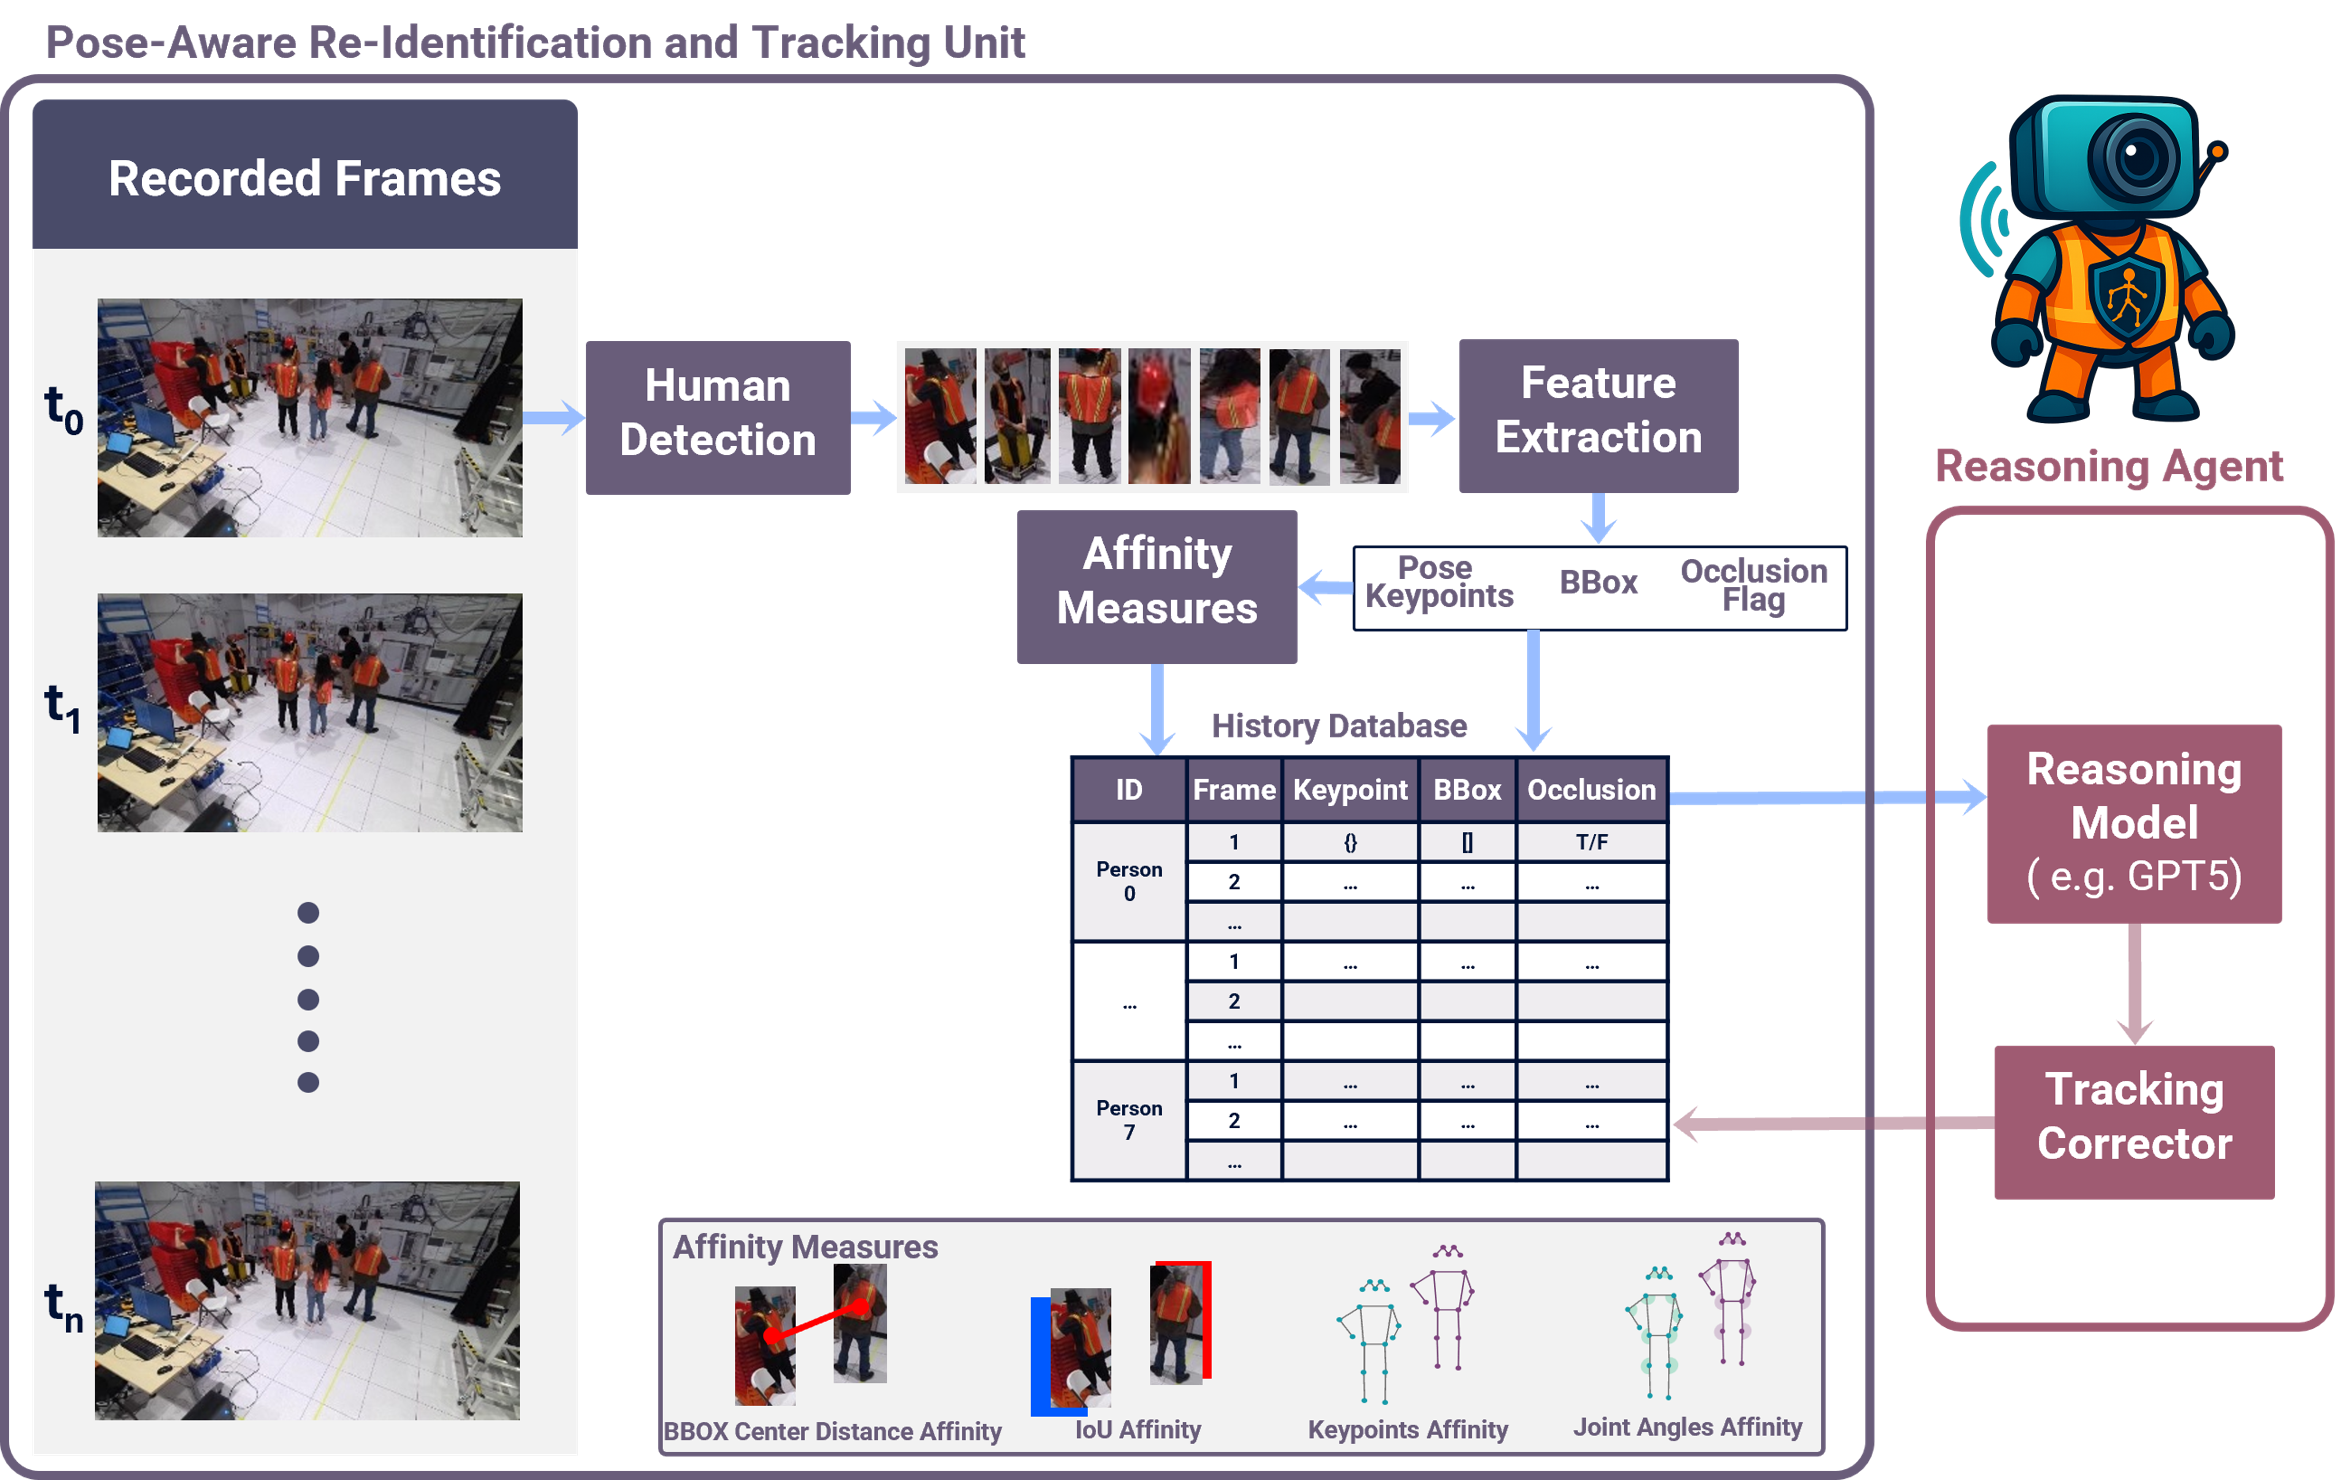 Pose-Aware Re-Identification and Tracking Unit
Recorded Frames
t0
t1
tn
Human
Detection
Feature
Extraction
Affinity
Measures
Pose
Keypoints
BBox
Occlusion
Flag
History Database
ID Frame Keypoint BBox Occlusion
Person
0
1 {} [] T/F
2 ... ... ...
...
...
1 ... ... ...
2
...
Person
7
1 ... ... ...
2 ... ... ...
...
Affinity Measures
BBOX Center Distance Affinity
IoU Affinity
Keypoints Affinity
Joint Angles Affinity
Reasoning Agent
Reasoning
Model
( e.g. GPT5)
Tracking
Corrector